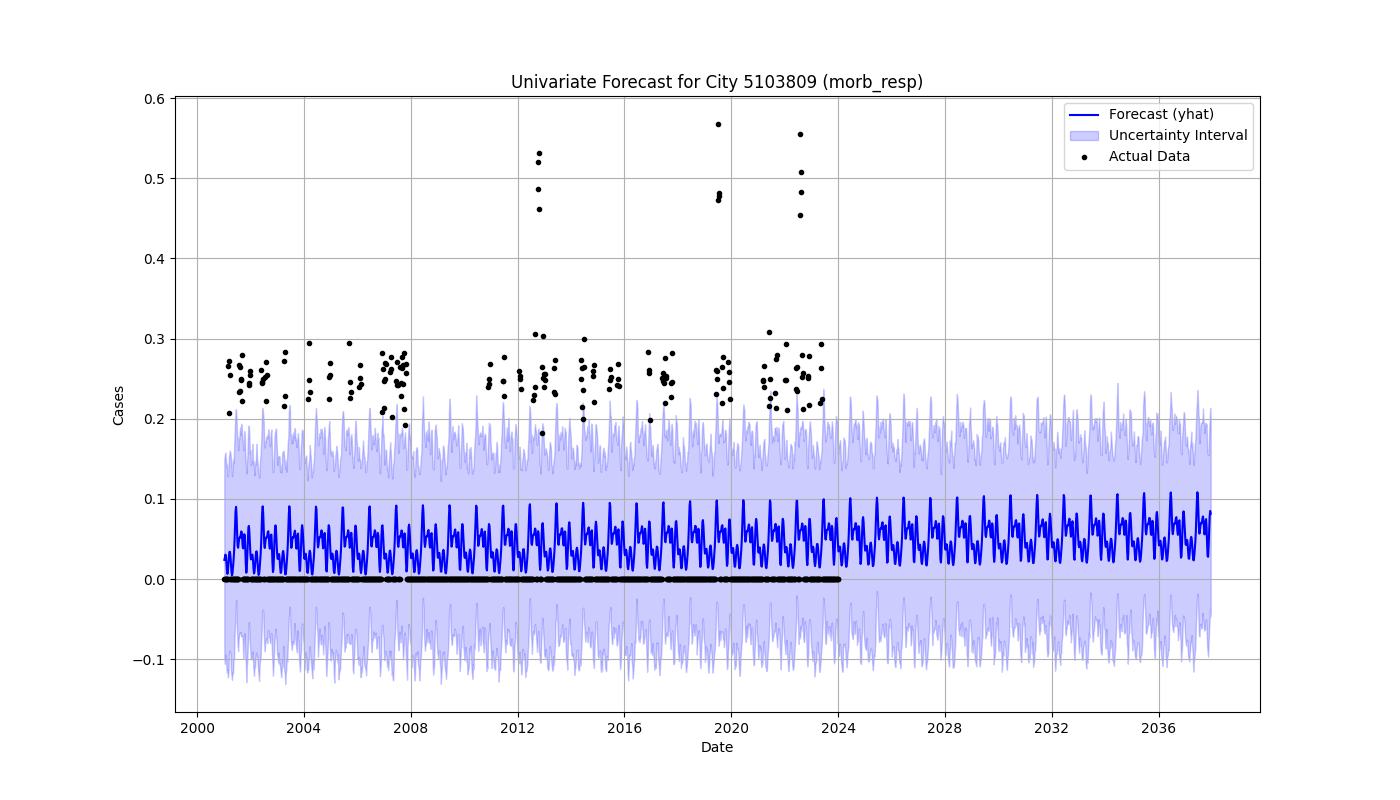 Univariate Forecast for City 5103809 (morb_resp)
Forecast (yhat)
Uncertainty Interval
Actual Data
Cases
0.6
0.5
0.4
0.3
0.2
0.1
0.0
−0.1
2000 2004 2008 2012 2016 2020 2024 2028 2032 2036
Date